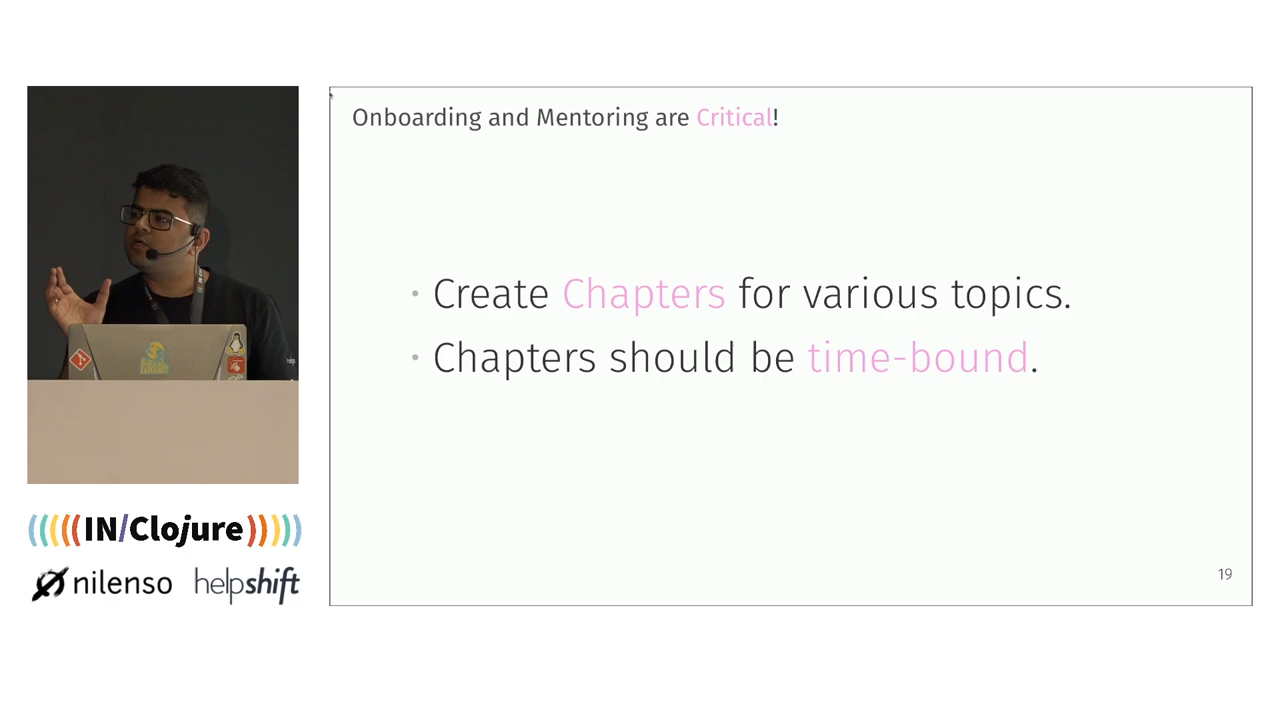 Onboarding and Mentoring are Critical!
• Create Chapters for various topics.
• Chapters should be time-bound.
19
(((((IN/Clojure)))))
nilenso helpshift